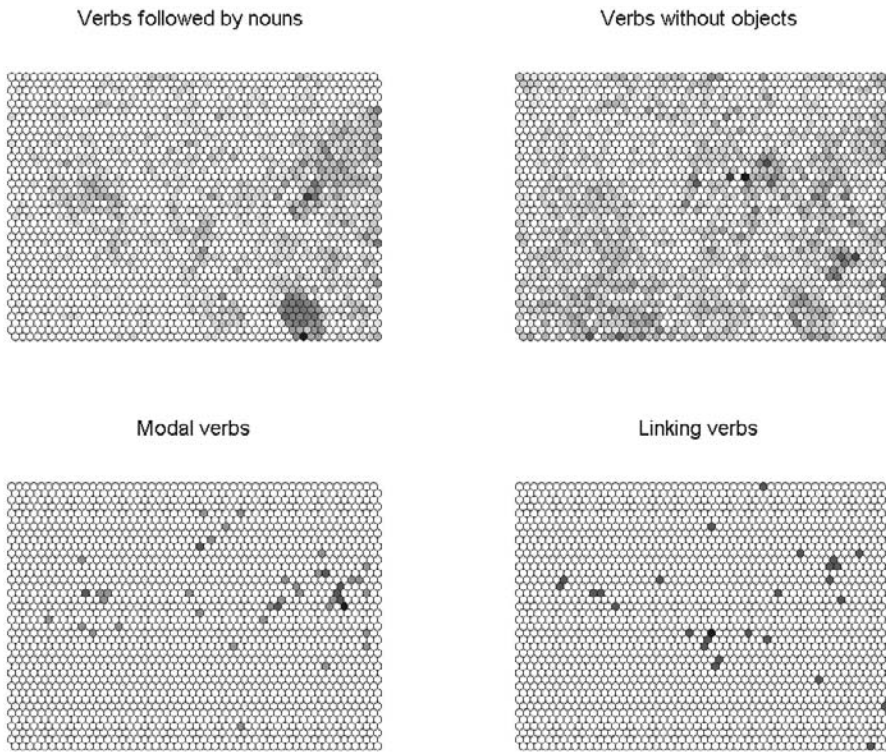 Verbs followed by nouns
Verbs without objects
Modal verbs
Linking verbs